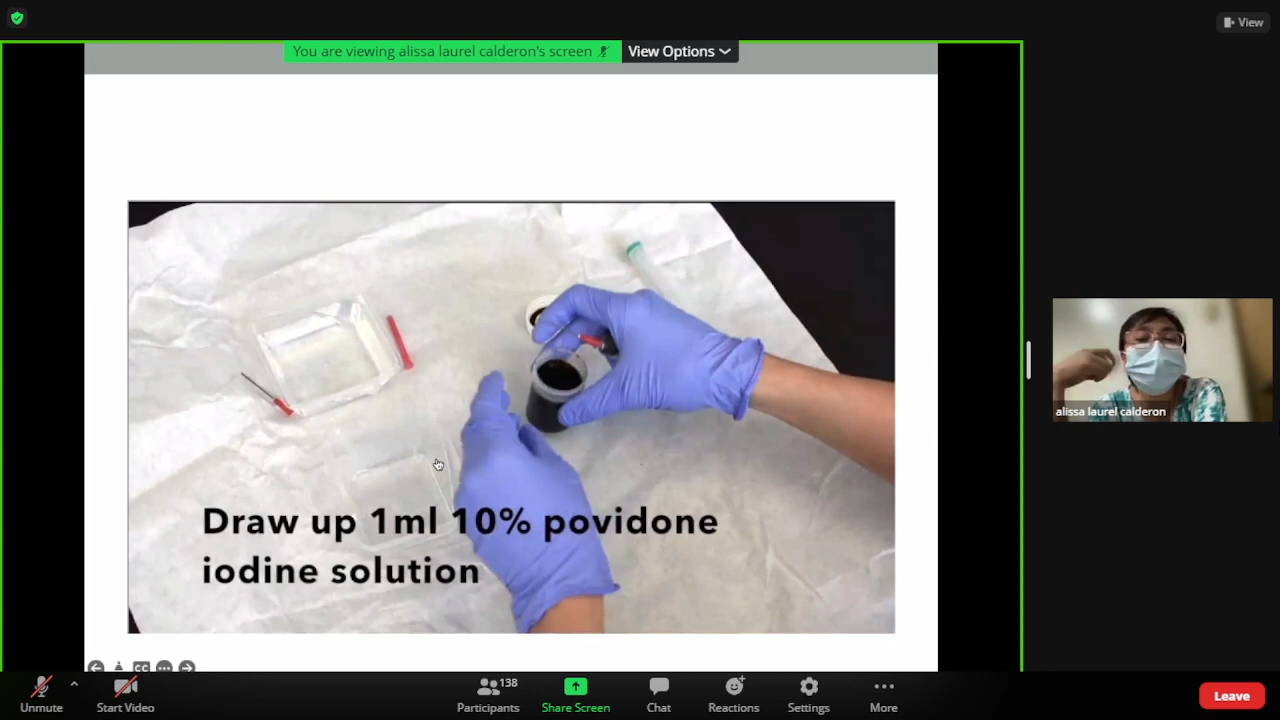 View
You are viewing alissa laurel calderon's screen
View Options
Draw up 1ml 10% povidone
iodine solution
alissa laurel calderon
CC
Unmute
Start Video
138
Participants
Share Screen
Chat
Reactions
Settings
More
Leave